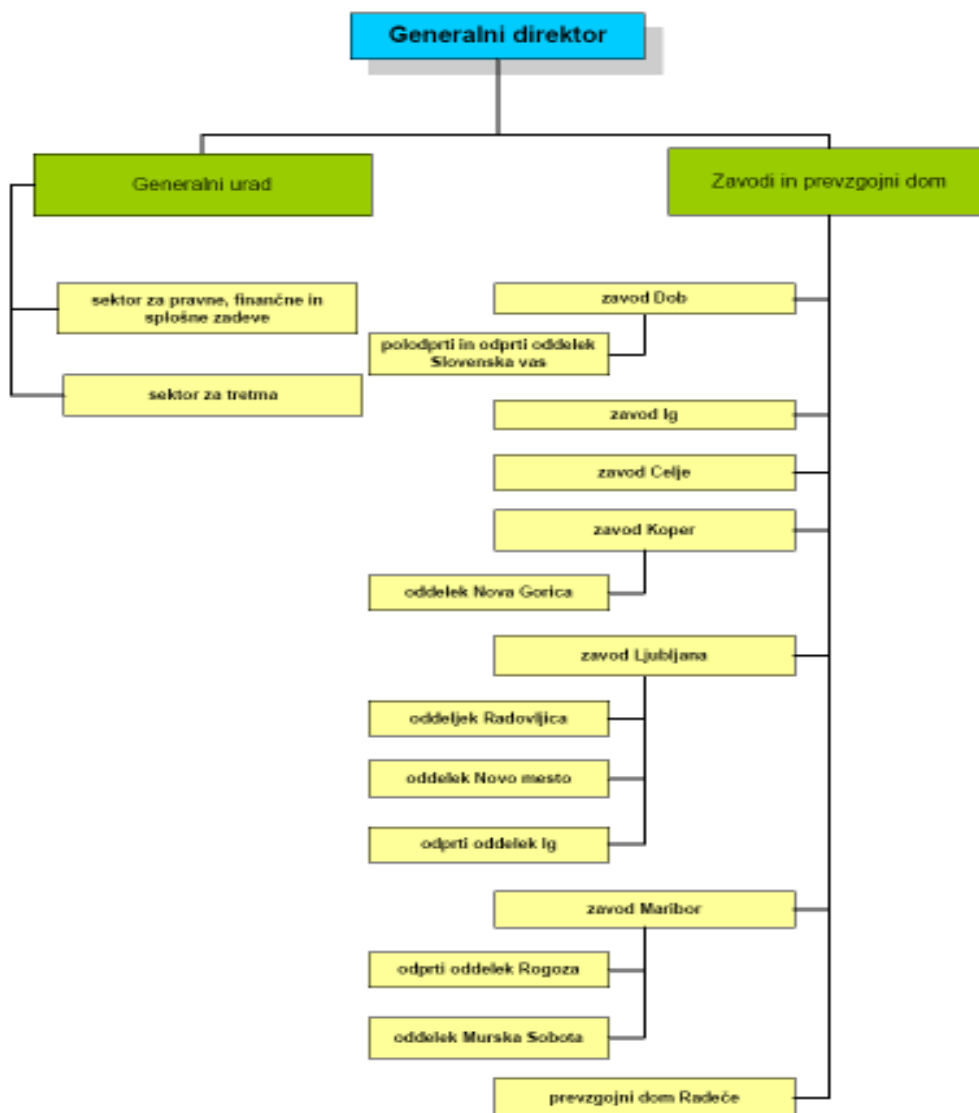 Generalni direktor
Generalni urad
Zavodi in prevzgojni dom
sektor za pravne, finančne in
splošne zadeve
sektor za tretma
zavod Dob
polodprti in odprti oddelek
Slovenska vas
zavod Ig
zavod Celje
zavod Koper
oddelek Nova Gorica
zavod Ljubljana
oddeljek Radovljica
oddelek Novo mesto
odprti oddelek Ig
zavod Maribor
odprti oddelek Rogoza
oddelek Murska Sobota
prevzgojni dom Radeče